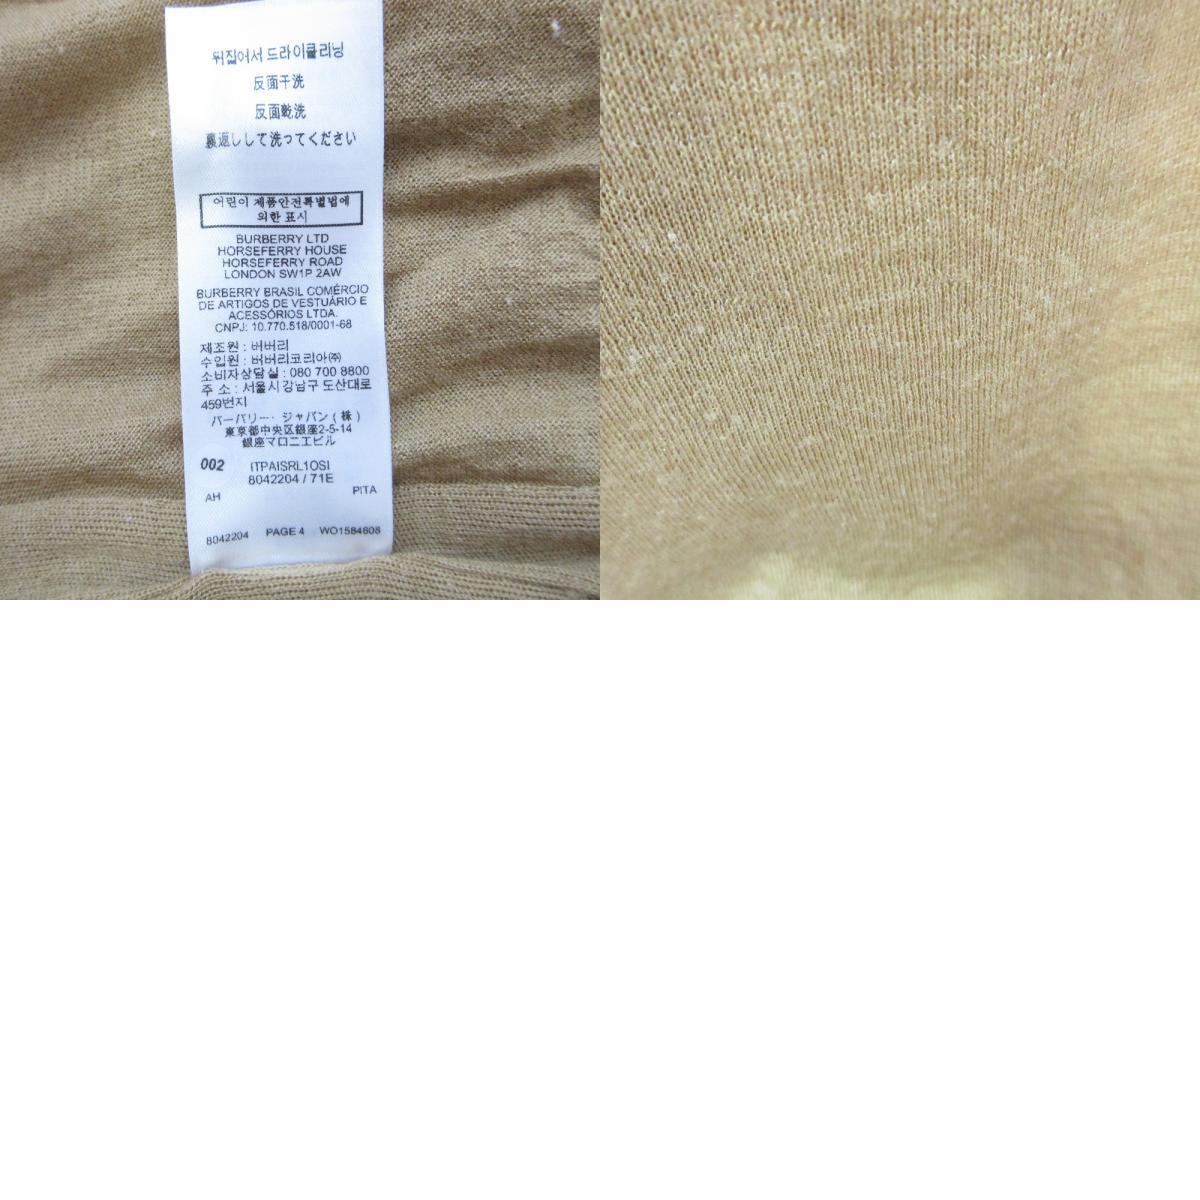 뒤집어서 드라이클리닝
反面干洗
反面乾洗
裏返しして洗ってください
어린이 제품안전특별법에
의한 표시
BURBERRY LTD
HORSEFERRY HOUSE
HORSEFERRY ROAD
LONDON SW1P 2AW
BURBERRY BRASIL COMÉRCIO
DE ARTIGOS DE VESTUÁRIO E
ACESSÓRIOS LTDA.
CNPJ: 10.770.518/0001-68
제조원 : 버버리
수입원 : 버버리코리아㈜
소비자상담실 : 080 700 8800
주 소 : 서울시 강남구 도산대로
459번지
バーバリー・ジャパン(株)
東京都中央区銀座2-5-14
銀座マロニエビル
002 ITPAISRL1OSI
8042204 / 71E
AH PITA
8042204 PAGE 4 WO1584608